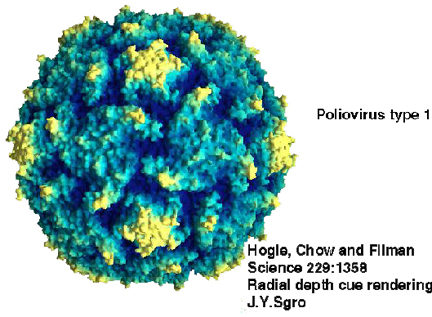 Poliovirus type 1
Hogle, Chow and Filman
Science 229:1358
Radial depth cue rendering
J.Y.Sgro